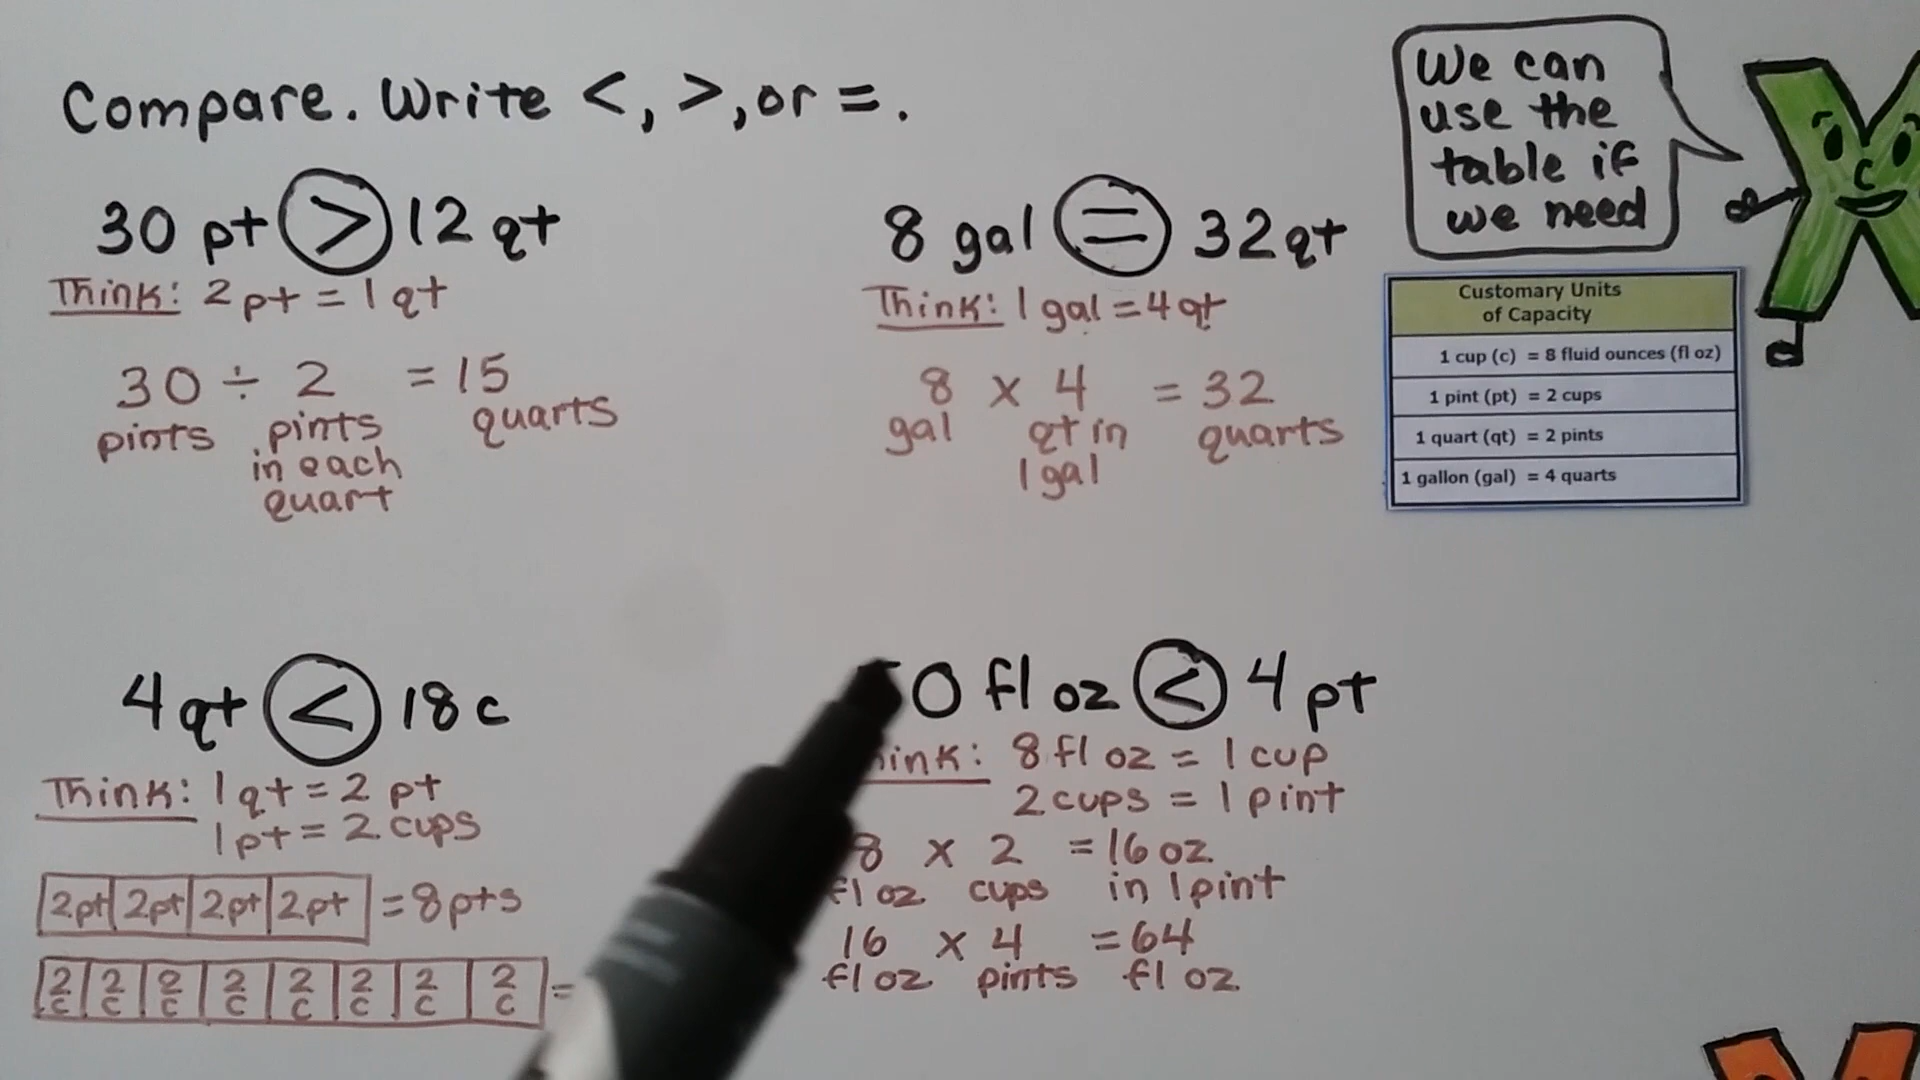 Compare. Write <, >, or =.
We can
use the
table if
we need
30 pt > 12 qt
Think: 2 pt = 1 qt
30 ÷ 2 = 15
pints pints quarts
in each
quart
8 gal = 32 qt
Think: 1 gal = 4 qt
8 x 4 = 32
gal qt in quarts
1 gal
Customary Units
of Capacity
1 cup (c) = 8 fluid ounces (fl oz)
1 pint (pt) = 2 cups
1 quart (qt) = 2 pints
1 gallon (gal) = 4 quarts
4 qt < 18 c
Think: 1 qt = 2 pt
1 pt = 2 cups
2pt 2pt 2pt 2pt = 8 pts
2 2 2 2 2 2 2 2 =
c c c c c c c c
fl oz < 4 pt
8 fl oz = 1 cup
2 cups = 1 pint
8 x 2 = 16 oz
fl oz cups in 1 pint
16 x 4 = 64
fl oz pints fl oz